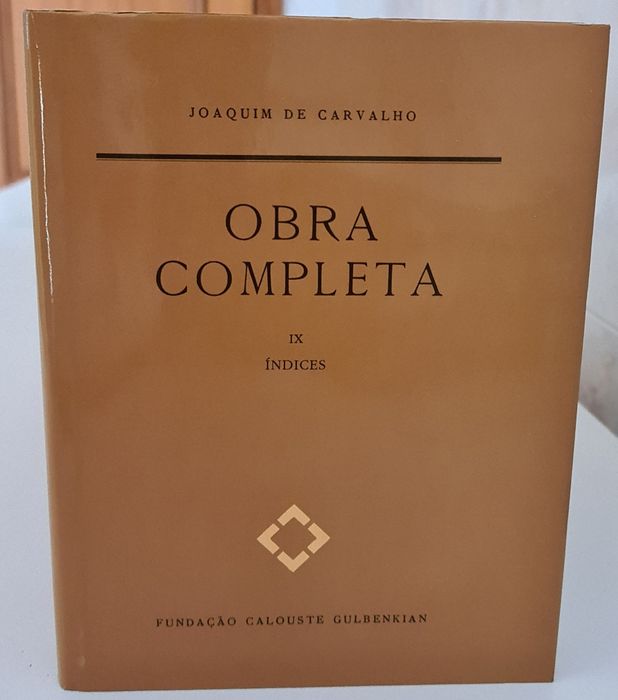 JOAQUIM DE CARVALHO
OBRA
COMPLETA
IX
ÍNDICES
FUNDAÇÃO CALOUSTE GULBENKIAN